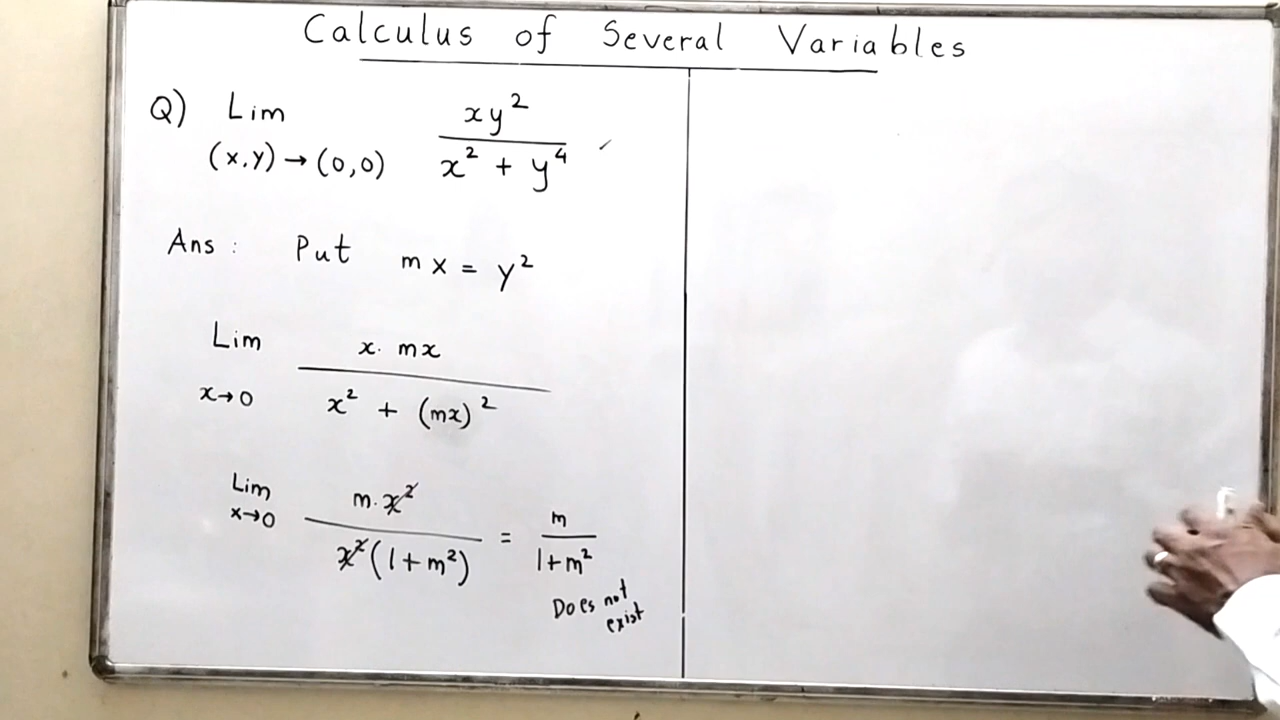 Calculus of Several Variables
Q) Lim xy²
(x,y)→(0,0) x² + y⁴
Ans : Put mx = y²
Lim x. mx
x→0 x² + (mx)²
Lim m.x² m
x→0 x²(1+m²) = 1+m²
Does not
exist